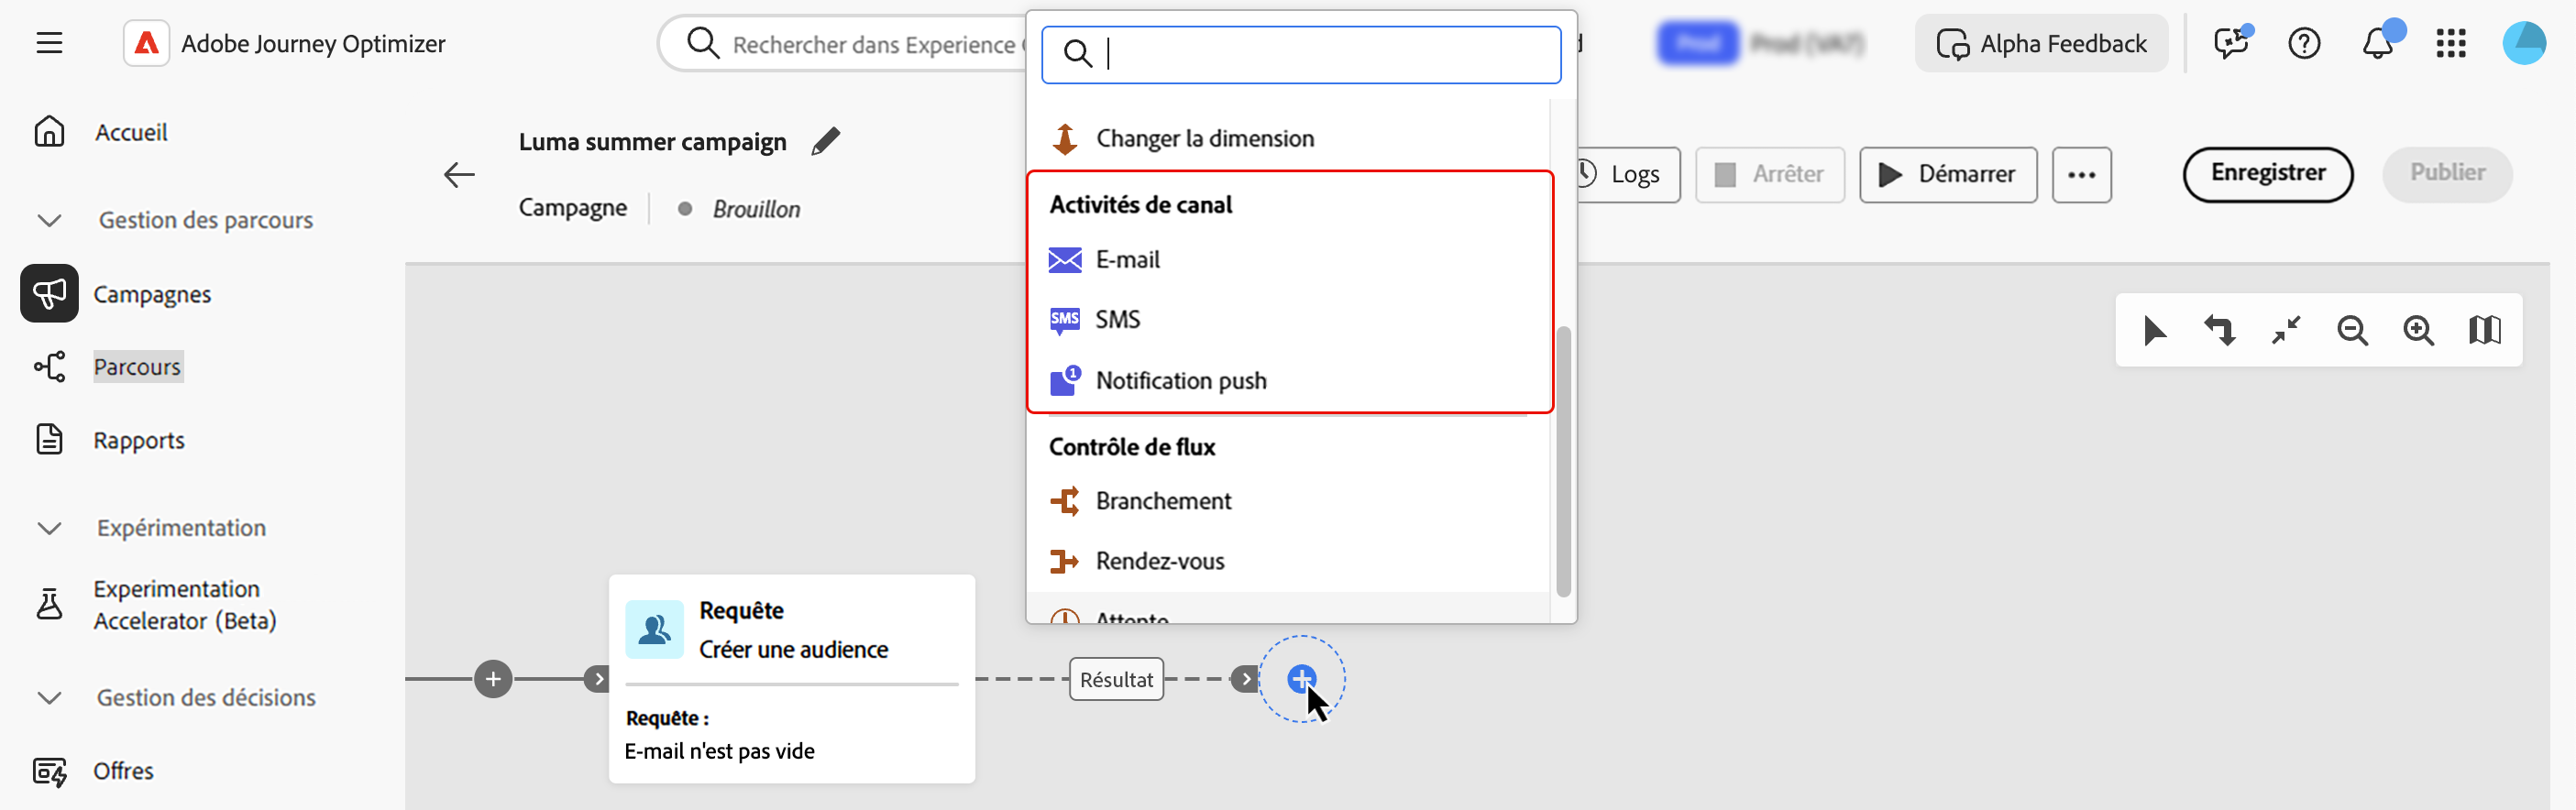 Adobe Journey Optimizer
Rechercher dans Experience
Alpha Feedback
Accueil
Gestion des parcours
Campagnes
Parcours
Rapports
Expérimentation
Experimentation
Accelerator (Beta)
Gestion des décisions
Offres
Luma summer campaign
Campagne
Brouillon
Logs
Arrêter
Démarrer
Enregistrer
Publier
Changer la dimension
Activités de canal
E-mail
SMS
SMS
1
Notification push
Contrôle de flux
Branchement
Rendez-vous
Attente
Requête
Créer une audience
Requête :
E-mail n'est pas vide
Résultat